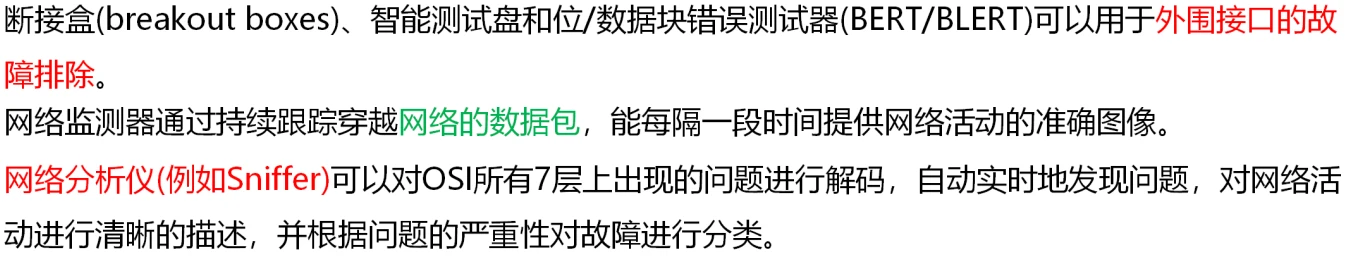 断接盒(breakout boxes)、智能测试盘和位/数据块错误测试器(BERT/BLERT)可以用于外围接口的故
障排除。
网络监测器通过持续跟踪穿越网络的数据包，能每隔一段时间提供网络活动的准确图像。
网络分析仪(例如Sniffer)可以对OSI所有7层上出现的问题进行解码，自动实时地发现问题，对网络活
动进行清晰的描述，并根据问题的严重性对故障进行分类。